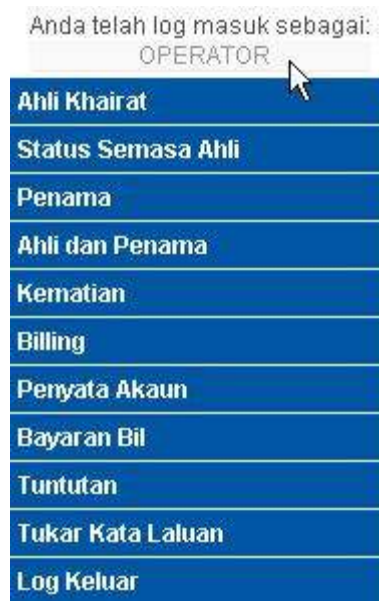 Anda telah log masuk sebagai:
OPERATOR
Ahli Khairat
Status Semasa Ahli
Penama
Ahli dan Penama
Kematian
Billing
Penyata Akaun
Bayaran Bil
Tuntutan
Tukar Kata Laluan
Log Keluar